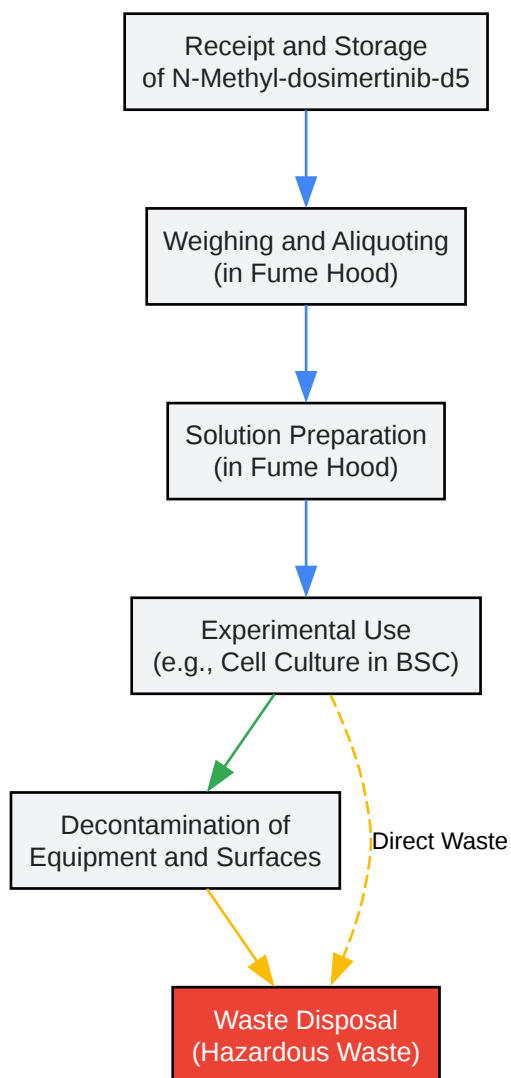 Receipt and Storage
of N-Methyl-dosimertinib-d5
Weighing and Aliquoting
(in Fume Hood)
Solution Preparation
(in Fume Hood)
Experimental Use
(e.g., Cell Culture in BSC)
Decontamination of
Equipment and Surfaces
Direct Waste
Waste Disposal
(Hazardous Waste)